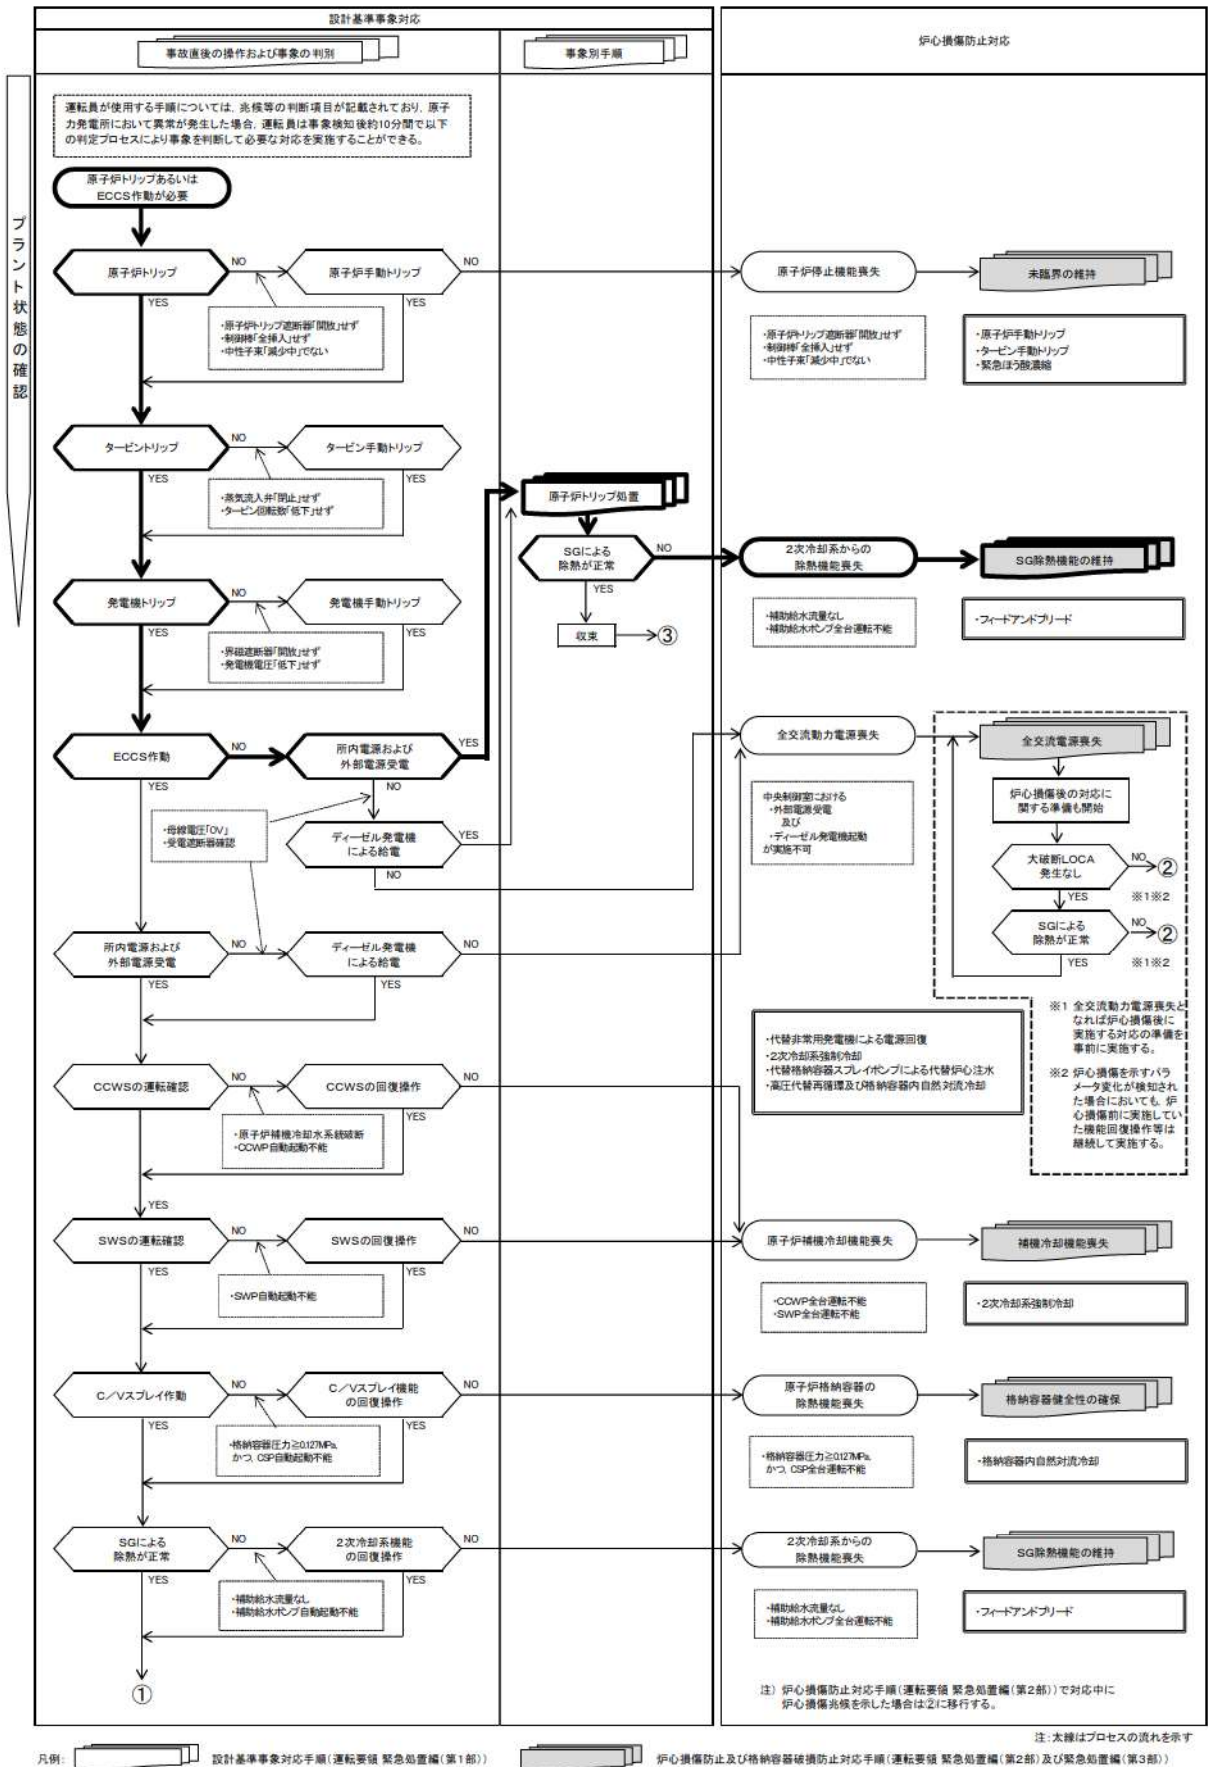 設計基準事象対応
事故直後の操作および事象の判別
事象別手順
炉心損傷防止対応
プラント状態の確認
運転員が使用する手順については、兆候等の判断項目が記載されており、原子
力発電所において異常が発生した場合、運転員は事象検知後約10分間で以下
の判定プロセスにより事象を判断して必要な対応を実施することができる。
原子炉トリップあるいは
ECCS作動が必要
原子炉トリップ
NO
原子炉手動トリップ
NO
原子炉停止機能喪失
未臨界の維持
YES
YES
・原子炉トリップ遮断器「開放」せず
・制御棒「全挿入」せず
・中性子束「減少中」でない
・原子炉トリップ遮断器「開放」せず
・制御棒「全挿入」せず
・中性子束「減少中」でない
・原子炉手動トリップ
・タービン手動トリップ
・緊急ほう酸濃縮
タービントリップ
NO
タービン手動トリップ
YES
YES
・蒸気流入弁「閉止」せず
・タービン回転数「低下」せず
原子炉トリップ処置
SGによる
除熱が正常
NO
YES
収束
③
2次冷却系からの
除熱機能喪失
SG除熱機能の維持
・補助給水流量なし
・補助給水ポンプ全台運転不能
・フィードアンドブリード
発電機トリップ
NO
発電機手動トリップ
YES
YES
・界磁遮断器「開放」せず
・発電機電圧「低下」せず
ECCS作動
NO
所内電源および
外部電源受電
YES
YES
NO
・母線電圧「0V」
・受電遮断器確認
ディーゼル発電機
による給電
YES
NO
全交流動力電源喪失
全交流電源喪失
中央制御室における
・外部電源受電
及び
・ディーゼル発電機起動
が実施不可
炉心損傷後の対応に
関する準備も開始
大破断LOCA
発生なし
NO
②
YES
※1※2
SGによる
除熱が正常
NO
②
YES
※1※2
所内電源および
外部電源受電
NO
ディーゼル発電機
による給電
NO
YES
YES
※1 全交流動力電源喪失と
なれば炉心損傷後に
実施する対応の準備を
事前に実施する。
※2 炉心損傷を示すパラ
メータ変化が検知され
た場合においても、炉
心損傷前に実施してい
た機能回復操作等は
継続して実施する。
・代替非常用発電機による電源回復
・2次冷却系強制冷却
・代替格納容器スプレイポンプによる代替炉心注水
・高圧代替再循環及び格納容器内自然対流冷却
CCWSの運転確認
NO
CCWSの回復操作
NO
YES
・原子炉補機冷却水系統破断
・CCWP自動起動不能
YES
SWSの運転確認
NO
SWSの回復操作
NO
原子炉補機冷却機能喪失
補機冷却機能喪失
YES
YES
・SWP自動起動不能
・CCWP全台運転不能
・SWP全台運転不能
・2次冷却系強制冷却
C/Vスプレイ作動
NO
C/Vスプレイ機能
の回復操作
NO
原子炉格納容器の
除熱機能喪失
格納容器健全性の確保
YES
YES
・格納容器圧力≧0.127MPa、
かつ、CSP自動起動不能
・格納容器圧力≧0.127MPa、
かつ、CSP全台運転不能
・格納容器内自然対流冷却
SGによる
除熱が正常
NO
2次冷却系機能
の回復操作
NO
2次冷却系からの
除熱機能喪失
SG除熱機能の維持
YES
YES
・補助給水流量なし
・補助給水ポンプ自動起動不能
・補助給水流量なし
・補助給水ポンプ全台運転不能
・フィードアンドブリード
①
注) 炉心損傷防止対応手順(運転要領 緊急処置編(第2部))で対応中に
炉心損傷兆候を示した場合は②に移行する。
注:太線はプロセスの流れを示す
凡例:
設計基準事象対応手順(運転要領 緊急処置編(第1部))
炉心損傷防止及び格納容器破損防止対応手順(運転要領 緊急処置編(第2部)及び緊急処置編(第3部))